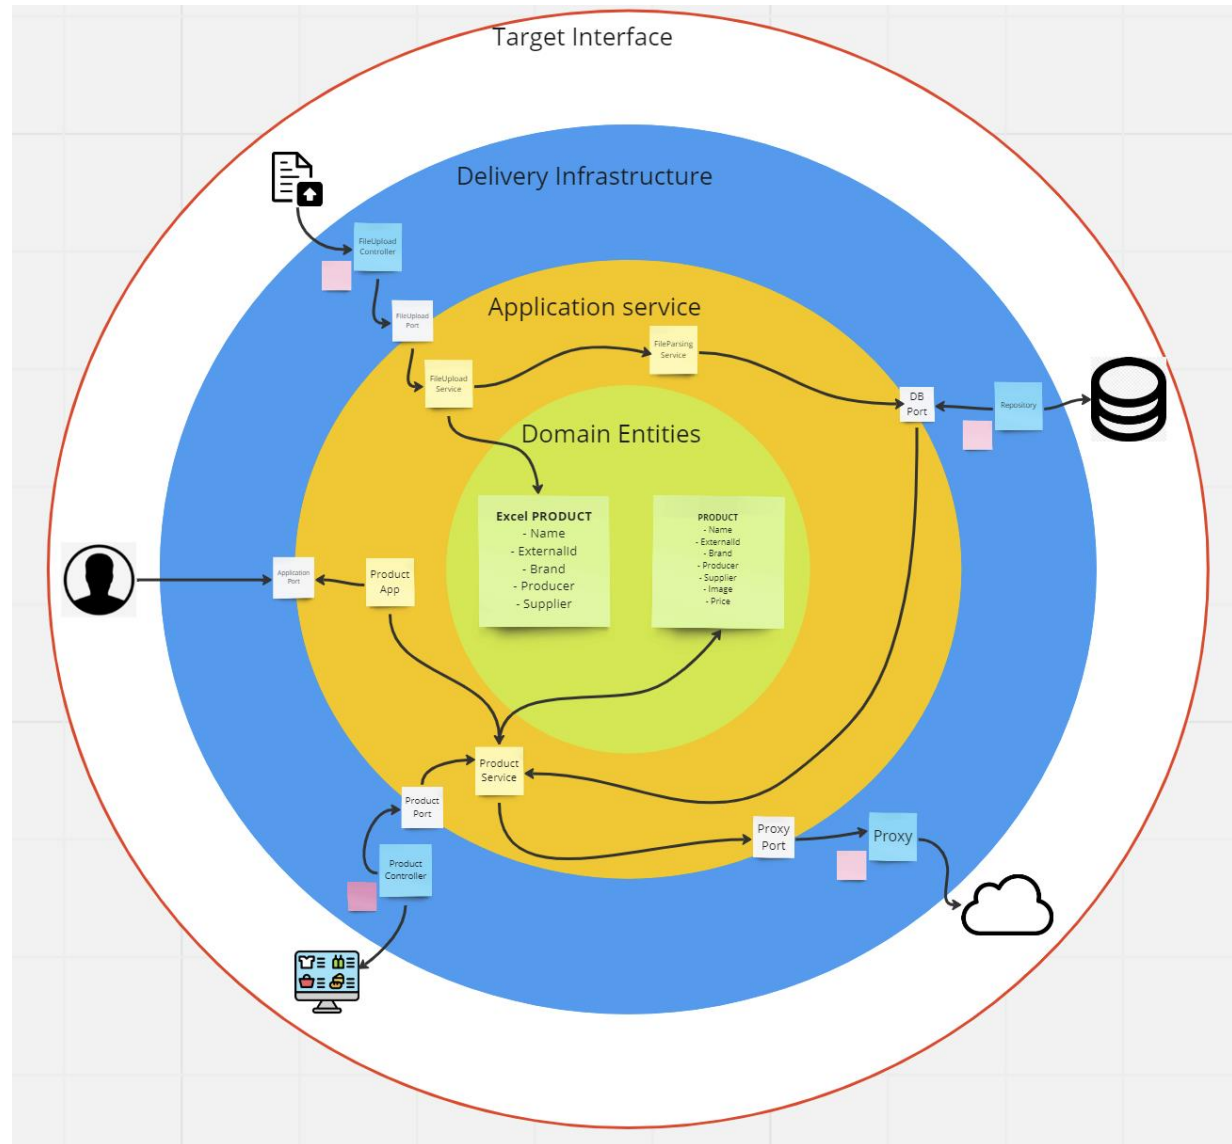 Target Interface
Delivery Infrastructure
FileUpload
Controller
FileUpload
Port
Application service
FileUpload
Service
FileParsing
Service
DB
Port
Repository
Domain Entities
Excel PRODUCT
- Name
- ExternalId
- Brand
- Producer
- Supplier
PRODUCT
- Name
- ExternalId
- Brand
- Producer
- Supplier
- Image
- Price
Application
Port
Product
App
Product
Service
Product
Port
Product
Controller
Proxy
Port
Proxy